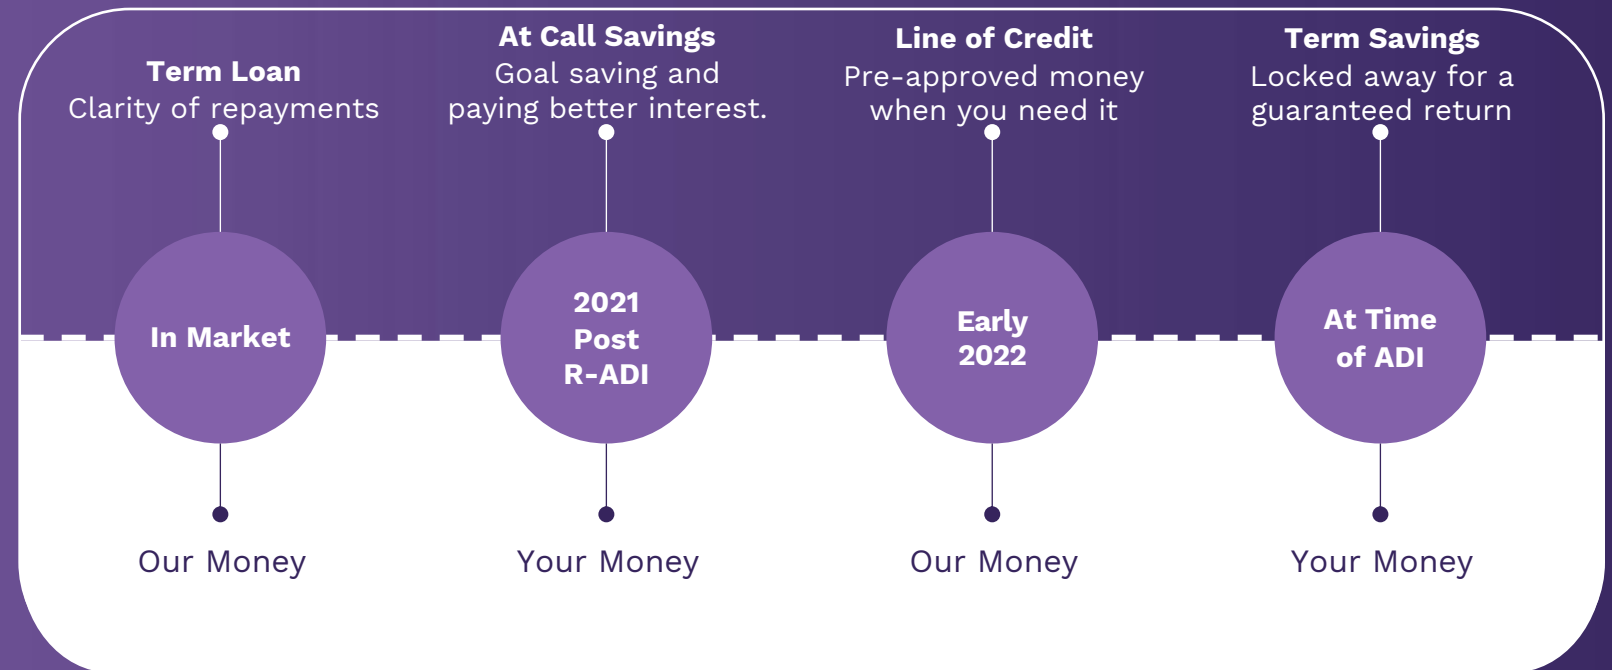 Term Loan
Clarity of repayments
At Call Savings
Goal saving and
paying better interest.
Line of Credit
Pre-approved money
when you need it
Term Savings
Locked away for a
guaranteed return
In Market
2021
Post
R-ADI
Early
2022
At Time
of ADI
Our Money
Your Money
Our Money
Your Money